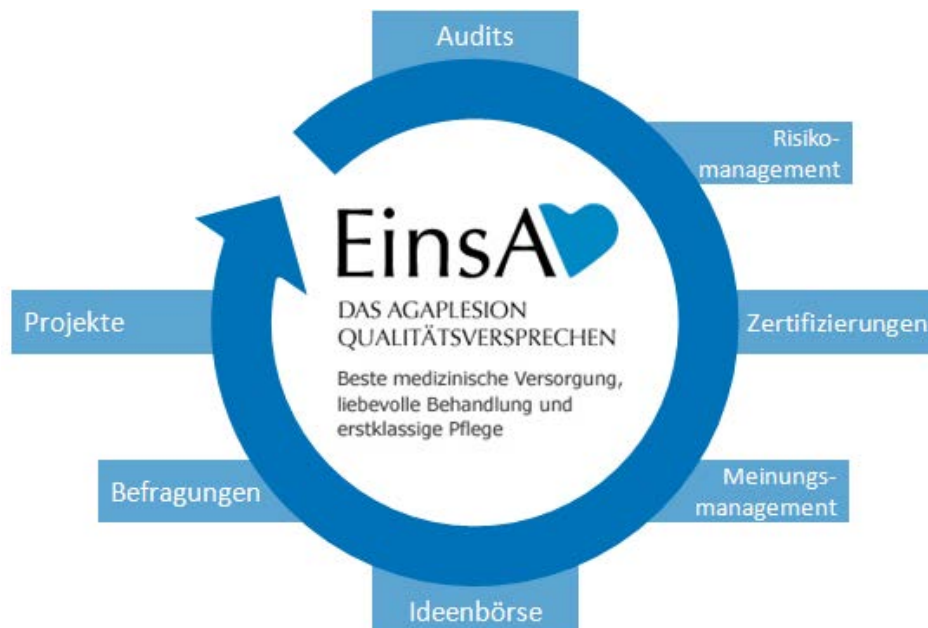 Audits
Risiko-
management
Zertifizierungen
Meinungs-
management
Ideenbörse
Befragungen
Projekte
EinsA
DAS AGAPLESION
QUALITÄTSVERSPRECHEN
Beste medizinische Versorgung,
liebevolle Behandlung und
erstklassige Pflege